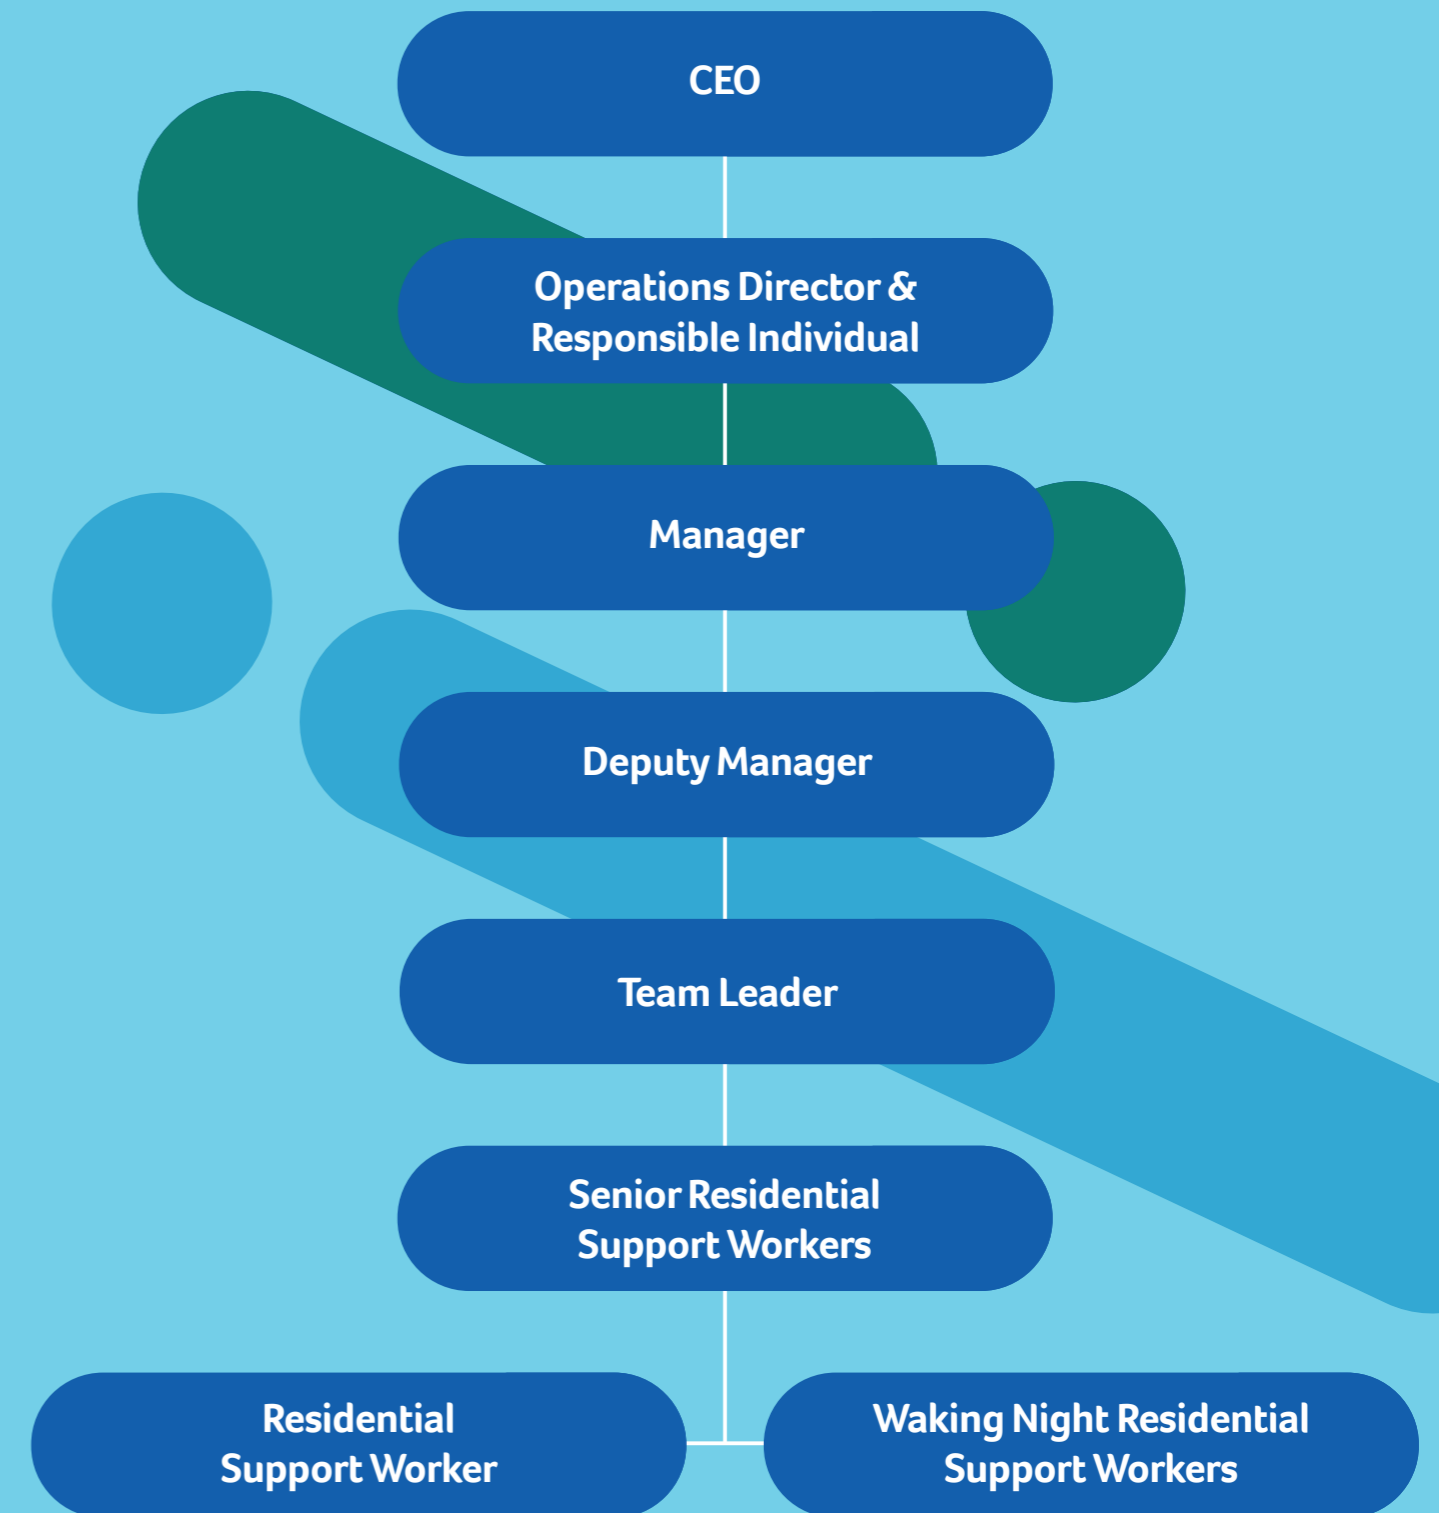 CEO
Operations Director &
Responsible Individual
Manager
Deputy Manager
Team Leader
Senior Residential
Support Workers
Residential
Support Worker
Waking Night Residential
Support Workers